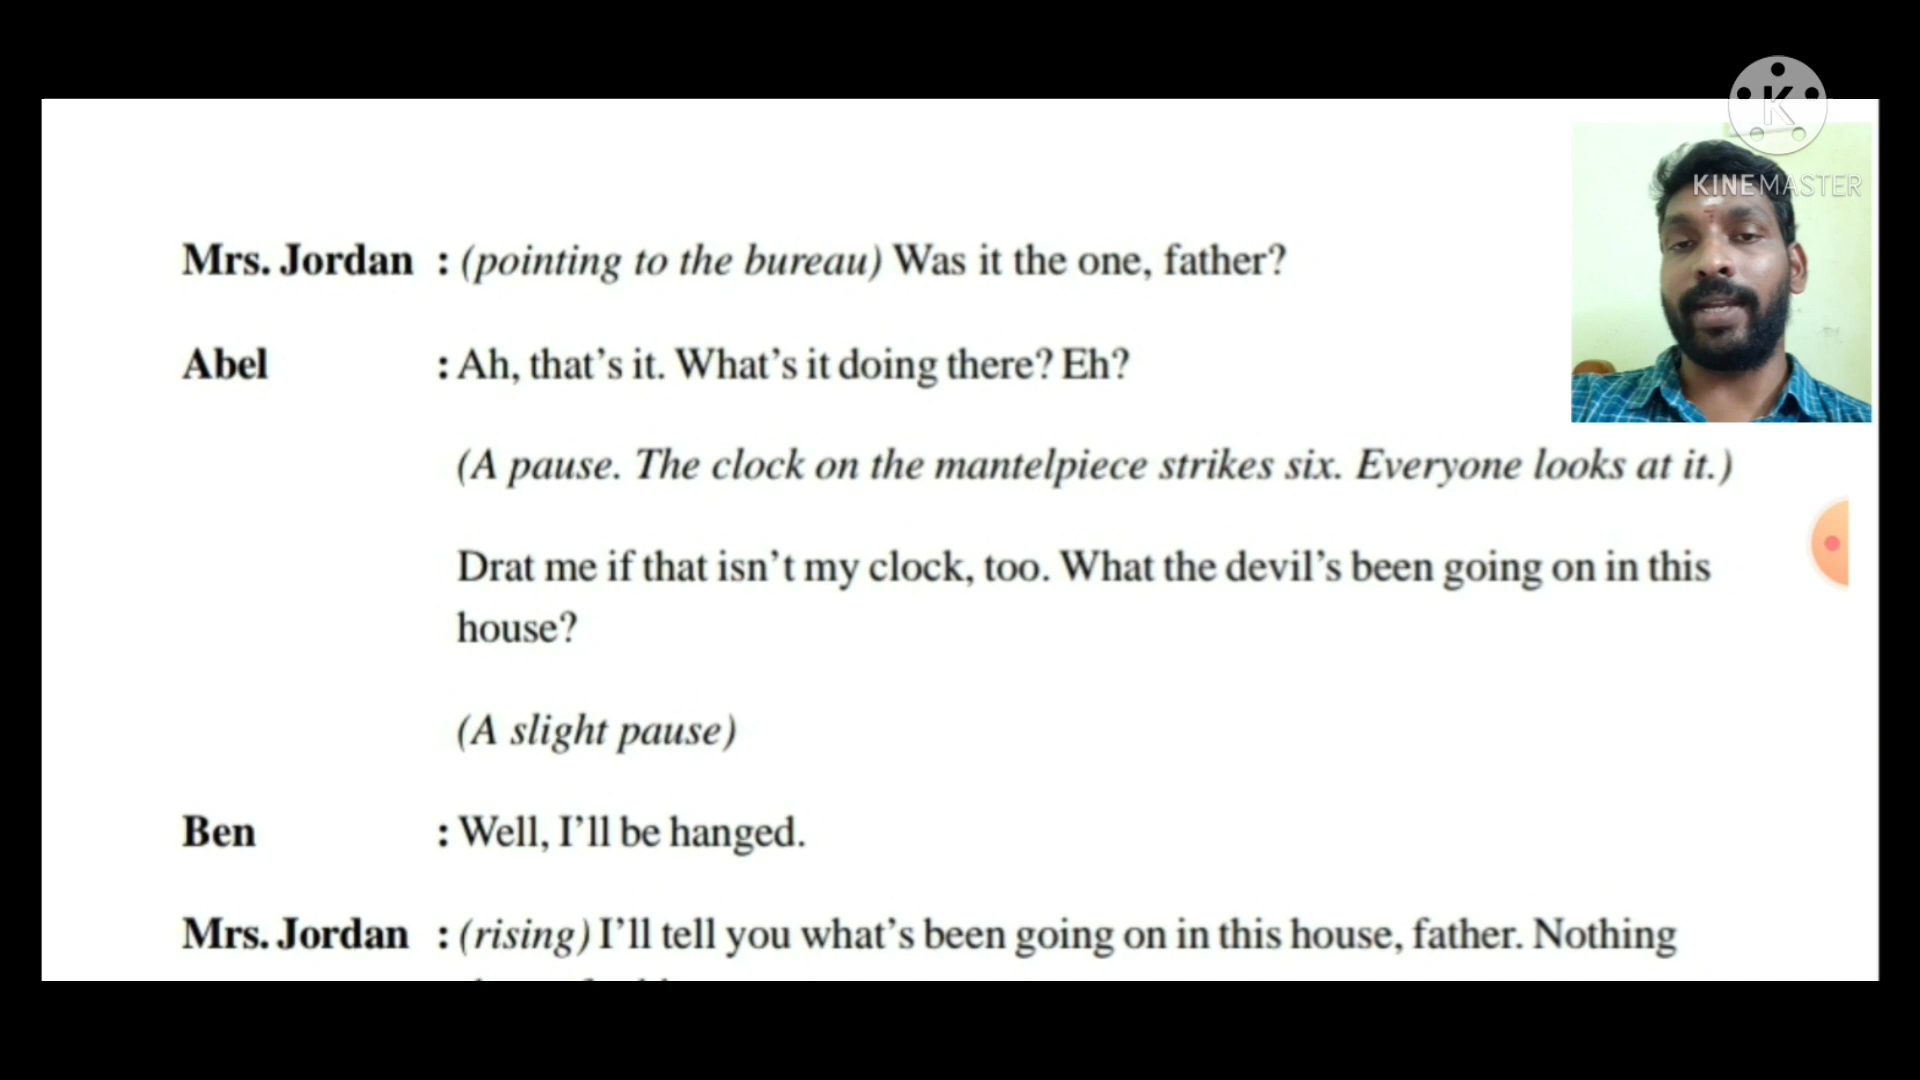 K
KINEMASTER
Mrs. Jordan : (pointing to the bureau) Was it the one, father?
Abel : Ah, that’s it. What’s it doing there? Eh?
(A pause. The clock on the mantelpiece strikes six. Everyone looks at it.)
Drat me if that isn’t my clock, too. What the devil’s been going on in this
house?
(A slight pause)
Ben : Well, I’ll be hanged.
Mrs. Jordan : (rising) I’ll tell you what’s been going on in this house, father. Nothing